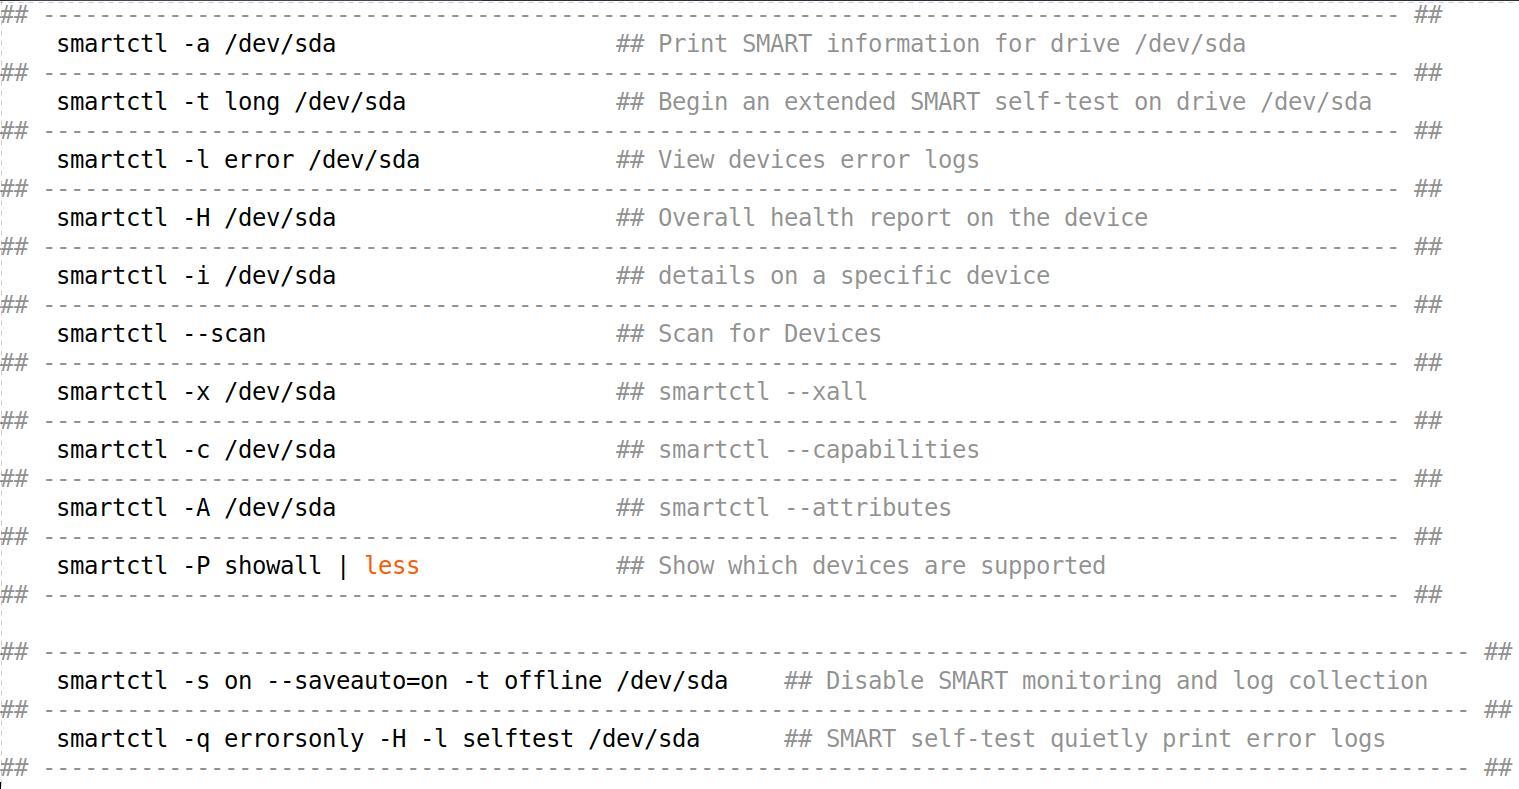 ## ------------------------------------------------------------------------------------------------- ##
    smartctl -a /dev/sda                    ## Print SMART information for drive /dev/sda
## ------------------------------------------------------------------------------------------------- ##
    smartctl -t long /dev/sda               ## Begin an extended SMART self-test on drive /dev/sda
## ------------------------------------------------------------------------------------------------- ##
    smartctl -l error /dev/sda              ## View devices error logs
## ------------------------------------------------------------------------------------------------- ##
    smartctl -H /dev/sda                    ## Overall health report on the device
## ------------------------------------------------------------------------------------------------- ##
    smartctl -i /dev/sda                    ## details on a specific device
## ------------------------------------------------------------------------------------------------- ##
    smartctl --scan                         ## Scan for Devices
## ------------------------------------------------------------------------------------------------- ##
    smartctl -x /dev/sda                    ## smartctl --xall
## ------------------------------------------------------------------------------------------------- ##
    smartctl -c /dev/sda                    ## smartctl --capabilities
## ------------------------------------------------------------------------------------------------- ##
    smartctl -A /dev/sda                    ## smartctl --attributes
## ------------------------------------------------------------------------------------------------- ##
    smartctl -P showall | less              ## Show which devices are supported
## ------------------------------------------------------------------------------------------------- ##

## ------------------------------------------------------------------------------------------------------ ##
    smartctl -s on --saveauto=on -t offline /dev/sda    ## Disable SMART monitoring and log collection
## ------------------------------------------------------------------------------------------------------ ##
    smartctl -q errorsonly -H -l selftest /dev/sda      ## SMART self-test quietly print error logs
## ------------------------------------------------------------------------------------------------------ ##